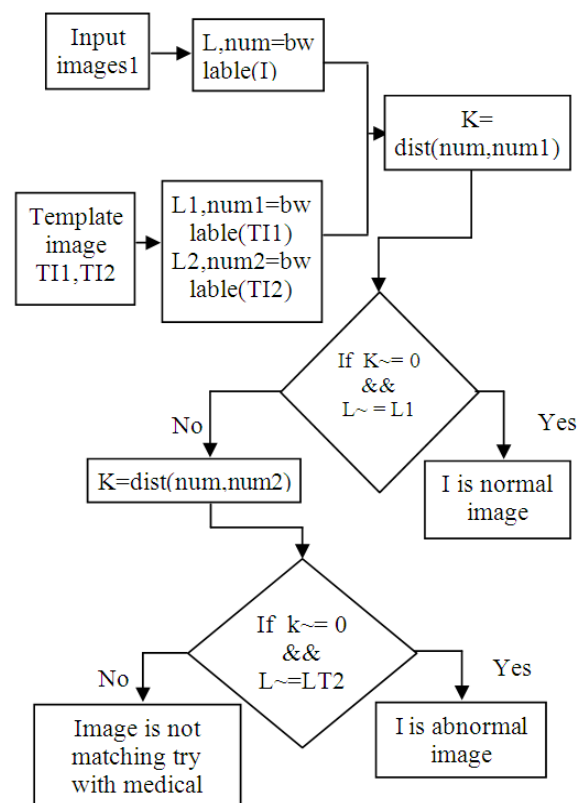 Input
images1
L,num=bw
lable(I)
K=
dist(num,num1)
Template
image
TI1,TI2
L1,num1=bw
lable(TI1)
L2,num2=bw
lable(TI2)
If K~= 0
&&
L~ = L1
No
Yes
K=dist(num,num2)
I is normal
image
If k~= 0
&&
L~=LT2
No
Yes
Image is not
matching try
with medical
I is abnormal
image